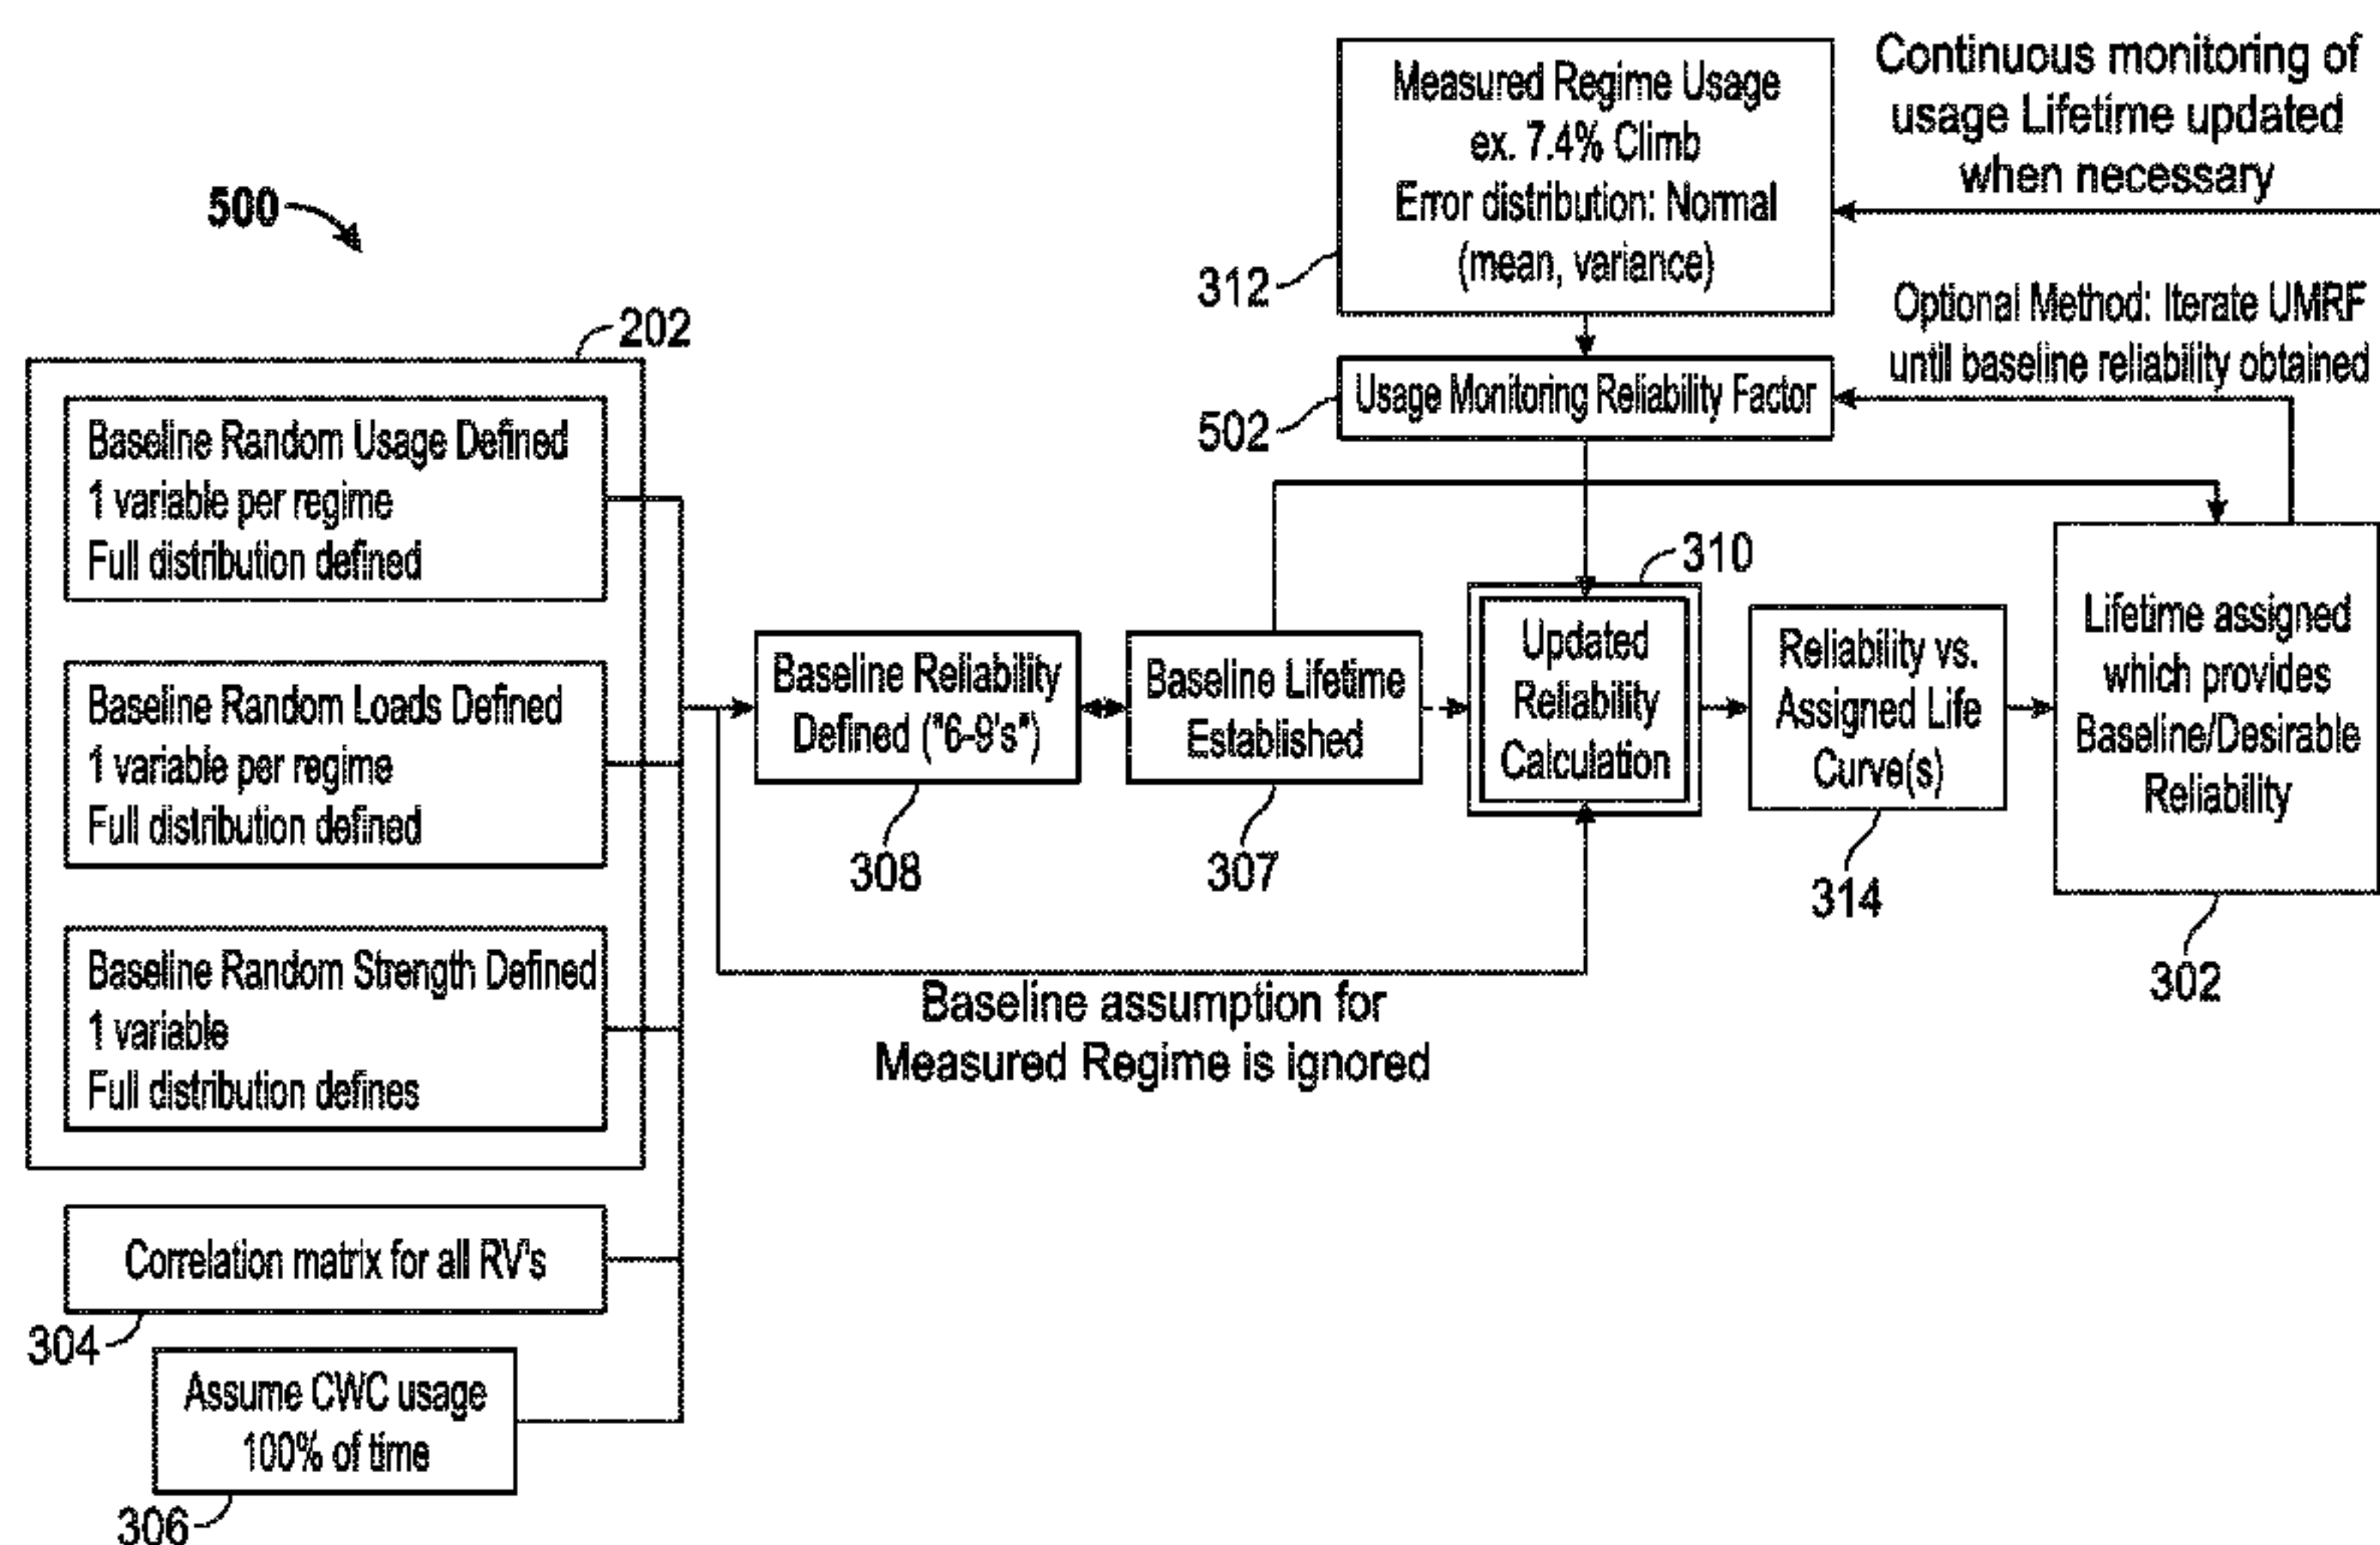 500
202
Baseline Random Usage Defined
1 variable per regime
Full distribution defined
Baseline Random Loads Defined
1 variable per regime
Full distribution defined
Baseline Random Strength Defined
1 variable
Full distribution defines
Correlation matrix for all RV's
304
Assume CWC usage
100% of time
306
Baseline Reliability
Defined ("6-9's")
308
Baseline Lifetime
Established
307
Measured Regime Usage
ex. 7.4% Climb
Error distribution: Normal
(mean, variance)
312
Continuous monitoring of
usage Lifetime updated
when necessary
Usage Monitoring Reliability Factor
502
Optional Method: Iterate UMRF
until baseline reliability obtained
310
Updated
Reliability
Calculation
Reliability vs.
Assigned Life
Curve(s)
314
Lifetime assigned
which provides
Baseline/Desirable
Reliability
302
Baseline assumption for
Measured Regime is ignored